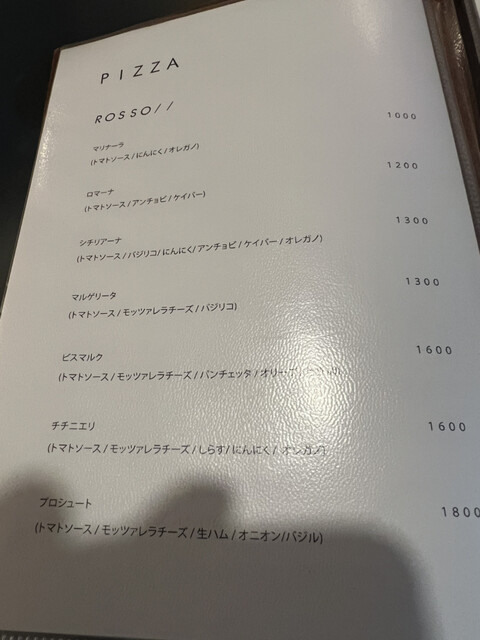 PIZZA
ROSSO//
マリナーラ 1000
(トマトソース/にんにく/オレガノ)
ロマーナ 1200
(トマトソース/アンチョビ/ケイパー)
シチリアーナ 1300
(トマトソース/バジリコ/にんにく/アンチョビ/ケイパー/オレガノ)
マルゲリータ 1300
(トマトソース/モッツァレラチーズ/バジリコ)
ビスマルク 1600
(トマトソース/モッツァレラチーズ/パンチェッタ/
チチニエリ 1600
(トマトソース/モッツァレラチーズ/しらす/にんにく/オレガノ)
プロシュート 1800
(トマトソース/モッツァレラチーズ/生ハム/オニオン/バジル)